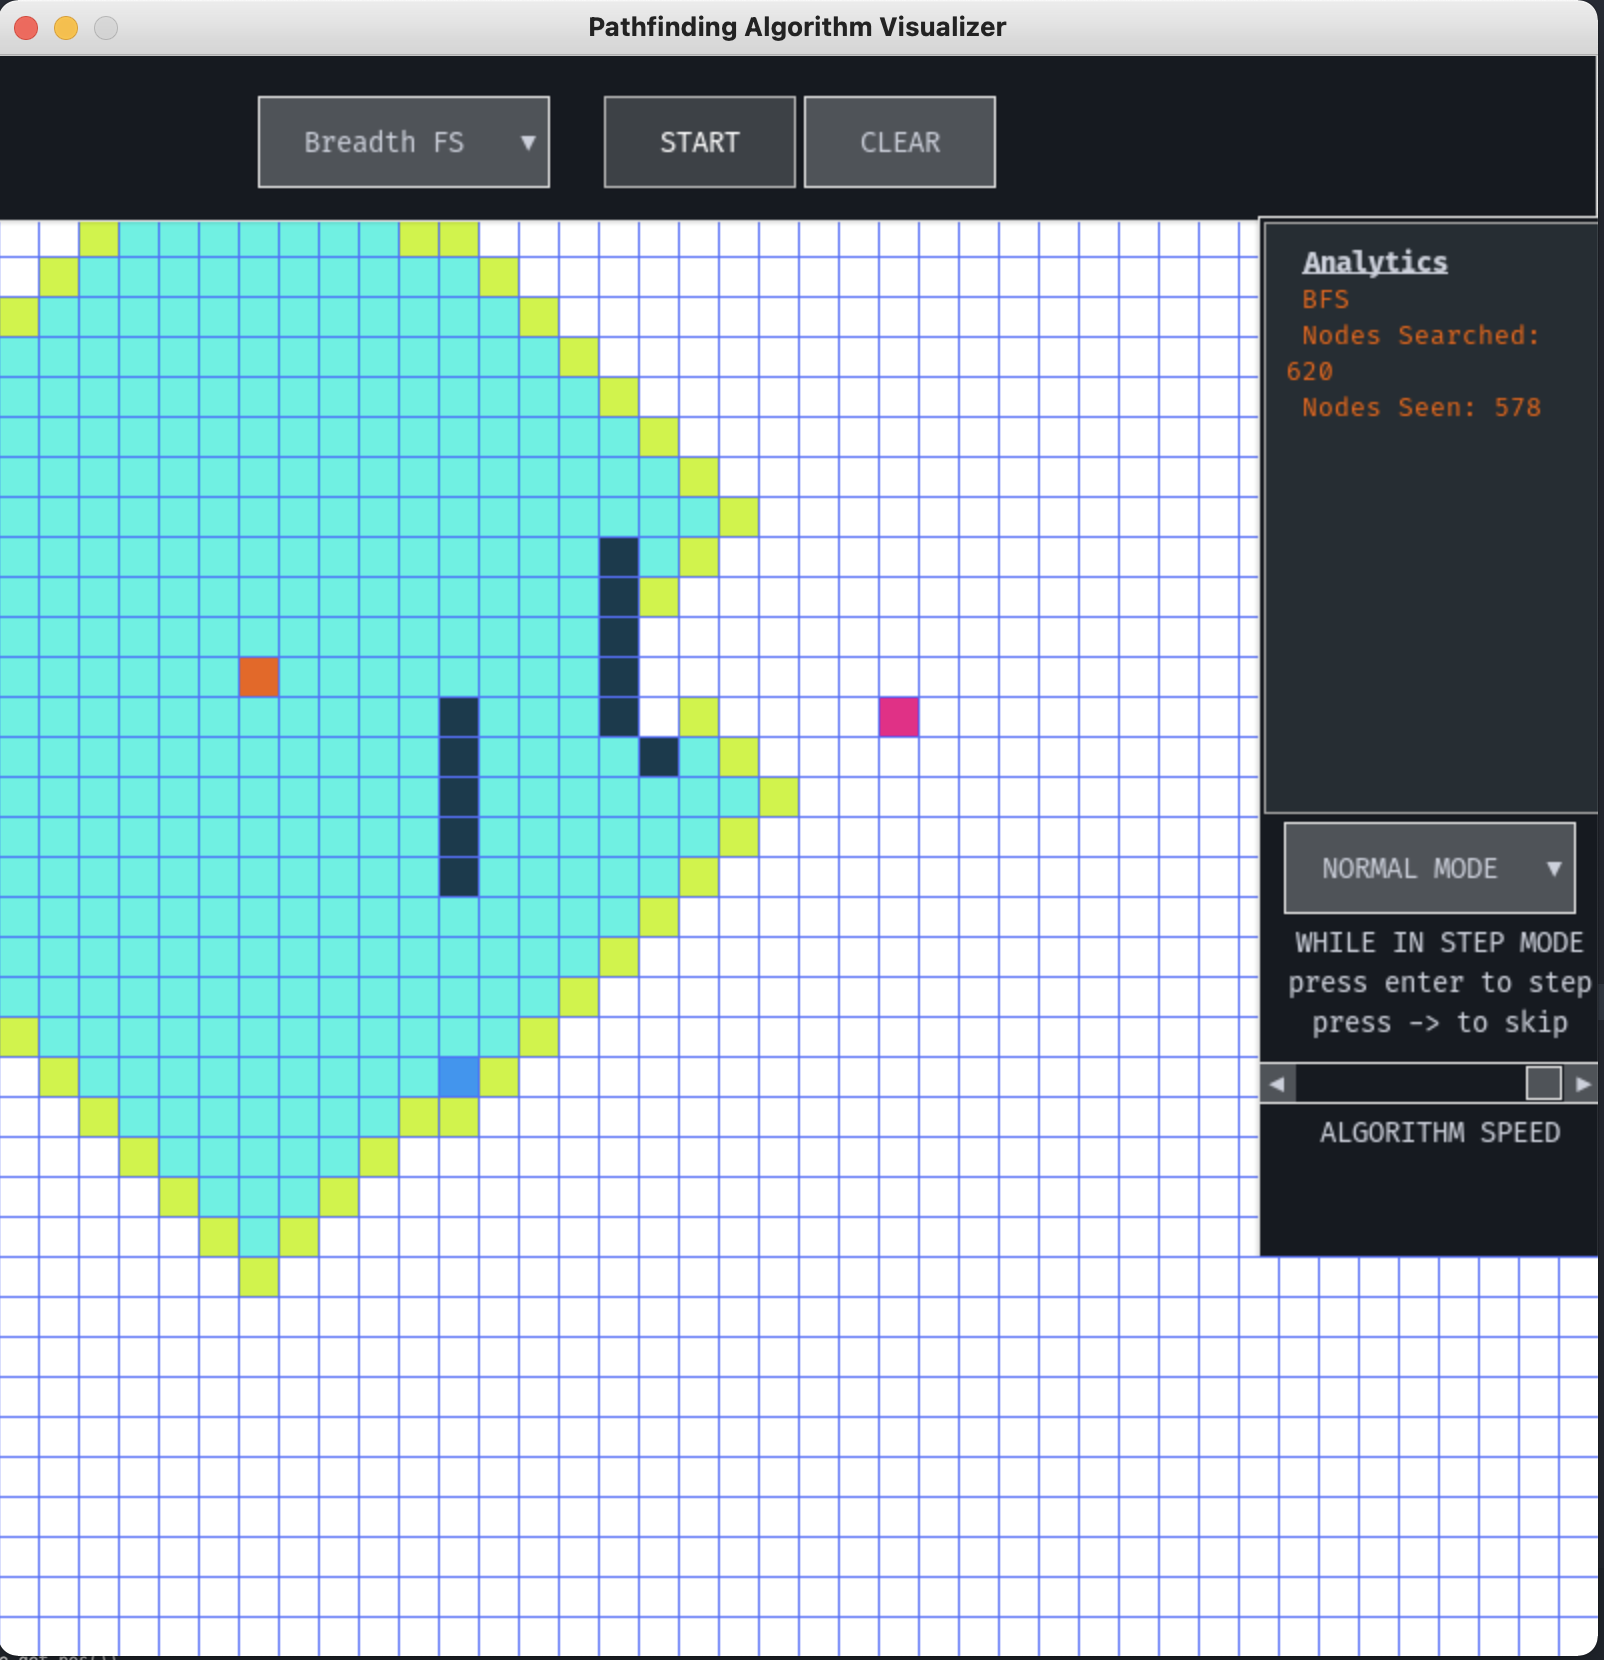 Pathfinding Algorithm Visualizer
Breadth FS ▼
START
CLEAR
Analytics
BFS
Nodes Searched:
620
Nodes Seen: 578
NORMAL MODE ▼
WHILE IN STEP MODE
press enter to step
press -> to skip
ALGORITHM SPEED